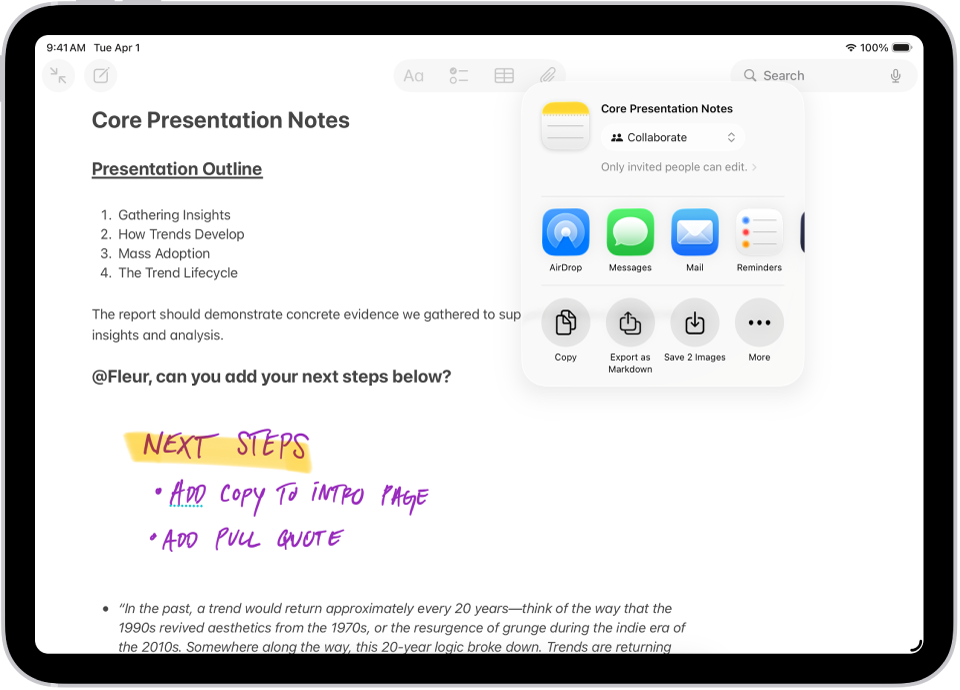 9:41 AM Tue Apr 1
100%
Aa
Search
Core Presentation Notes
Presentation Outline
1. Gathering Insights
2. How Trends Develop
3. Mass Adoption
4. The Trend Lifecycle
The report should demonstrate concrete evidence we gathered to sup
insights and analysis.
@Fleur, can you add your next steps below?
NEXT STEPS
• ADD COPY TO INTRO PAGE
• ADD PULL QUOTE
• “In the past, a trend would return approximately every 20 years—think of the way that the
1990s revived aesthetics from the 1970s, or the resurgence of grunge during the indie era of
the 2010s. Somewhere along the way, this 20-year logic broke down. Trends are returning
Core Presentation Notes
Collaborate
Only invited people can edit. >
AirDrop
Messages
Mail
Reminders
Copy
Export as
Markdown
Save 2 Images
More